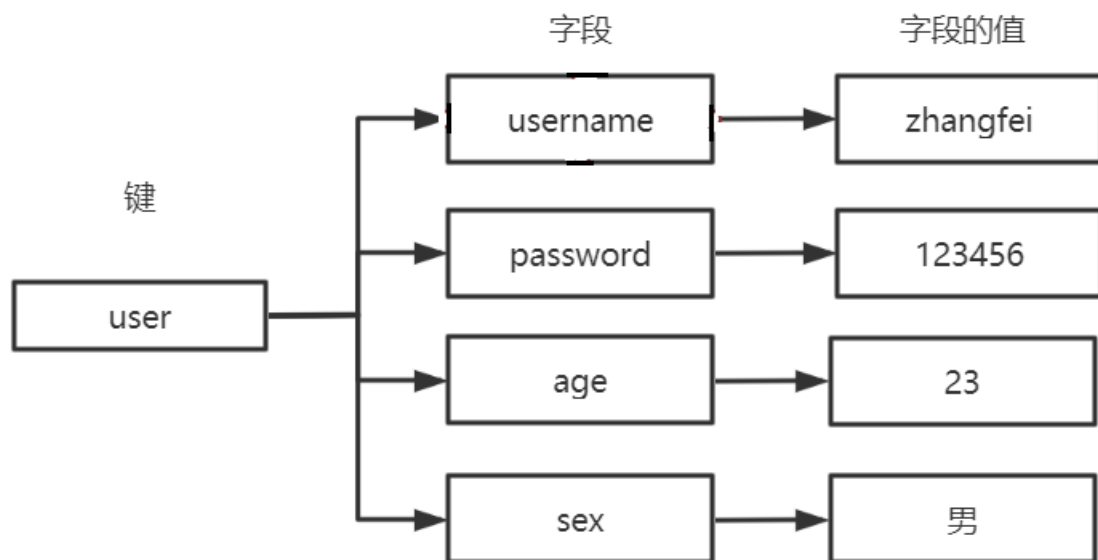 字段
字段的值
username
zhangfei
键
password
123456
user
age
23
sex
男